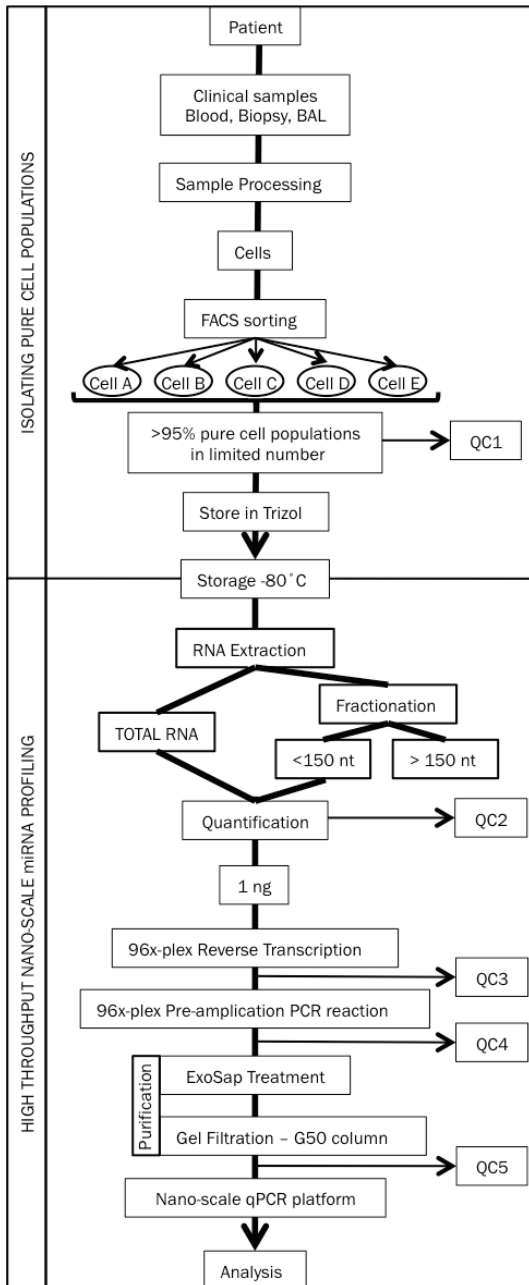 ISOLATING PURE CELL POPULATIONS
Patient
Clinical samples
Blood, Biopsy, BAL
Sample Processing
Cells
FACS sorting
Cell A
Cell B
Cell C
Cell D
Cell E
>95% pure cell populations
in limited number
QC1
Store in Trizol
Storage -80˚C
HIGH THROUGHPUT NANO-SCALE miRNA PROFILING
RNA Extraction
Fractionation
TOTAL RNA
<150 nt
> 150 nt
Quantification
QC2
1 ng
96x-plex Reverse Transcription
QC3
96x-plex Pre-amplication PCR reaction
QC4
Purification
ExoSap Treatment
Gel Filtration – G50 column
QC5
Nano-scale qPCR platform
Analysis